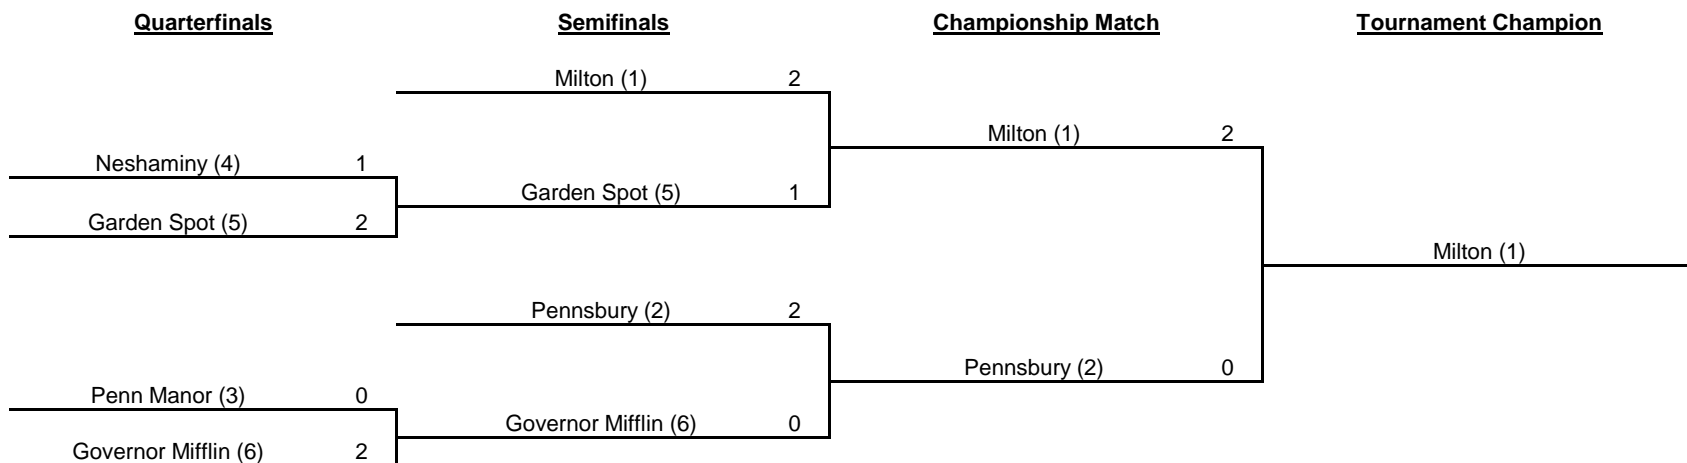 Quarterfinals Semifinals Championship Match Tournament Champion
Milton (1) 2
Milton (1) 2
Neshaminy (4) 1
Garden Spot (5) 1
Garden Spot (5) 2
Milton (1)
Pennsbury (2) 2
Pennsbury (2) 0
Penn Manor (3) 0
Governor Mifflin (6) 0
Governor Mifflin (6) 2